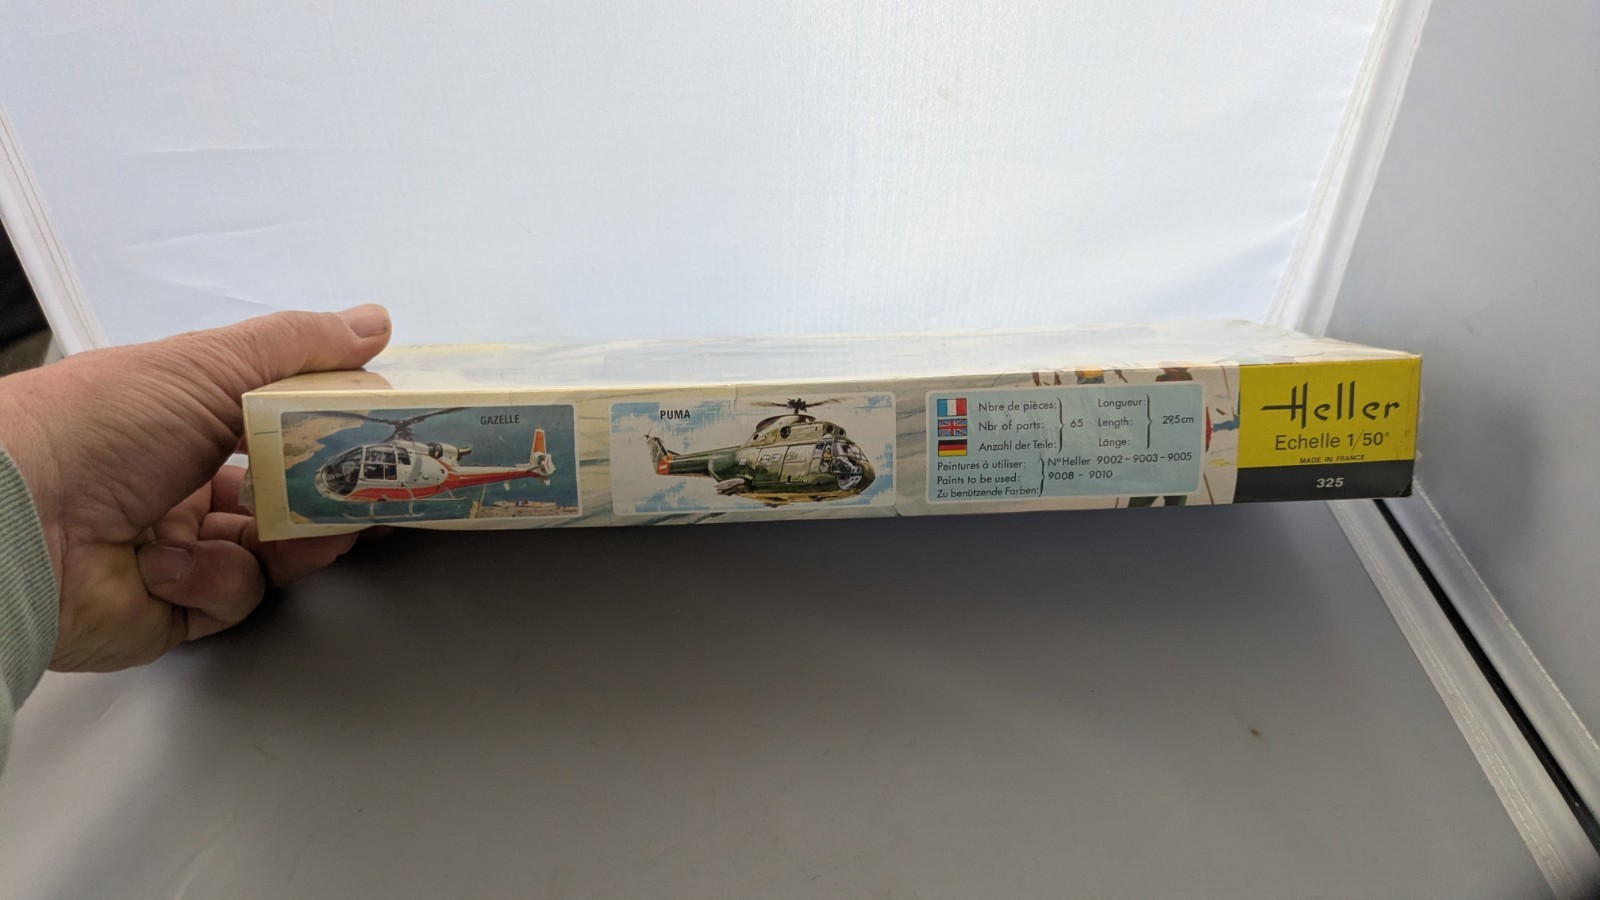 GAZELLE
PUMA
Nbre de pièces:
Nbr of parts:
Anzahl der Teile:
65
Longueur:
Length:
Länge:
29,5cm
Peintures à utiliser:
Paints to be used:
Zu benützende Farben:
N° Heller 9002-9003-9005
9008 - 9010
Heller
Echelle 1/50°
MADE IN FRANCE
325